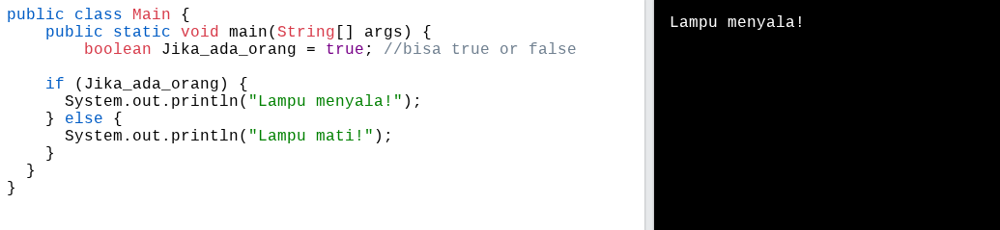 public class Main {
    public static void main(String[] args) {
        boolean Jika_ada_orang = true; //bisa true or false

    if (Jika_ada_orang) {
      System.out.println("Lampu menyala!");
    } else {
      System.out.println("Lampu mati!");
    }
  }
}
Lampu menyala!